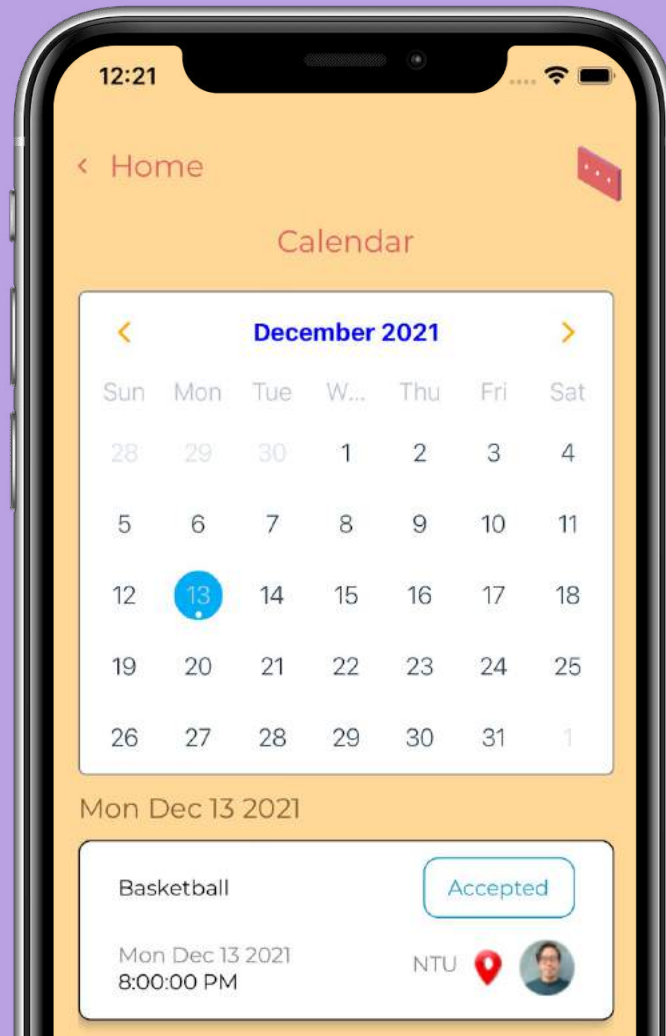 12:21
< Home
Calendar
< December 2021 >
Sun Mon Tue W... Thu Fri Sat
28 29 30 1 2 3 4
5 6 7 8 9 10 11
12 13 14 15 16 17 18
19 20 21 22 23 24 25
26 27 28 29 30 31 1
Mon Dec 13 2021
Basketball Accepted
Mon Dec 13 2021 NTU
8:00:00 PM